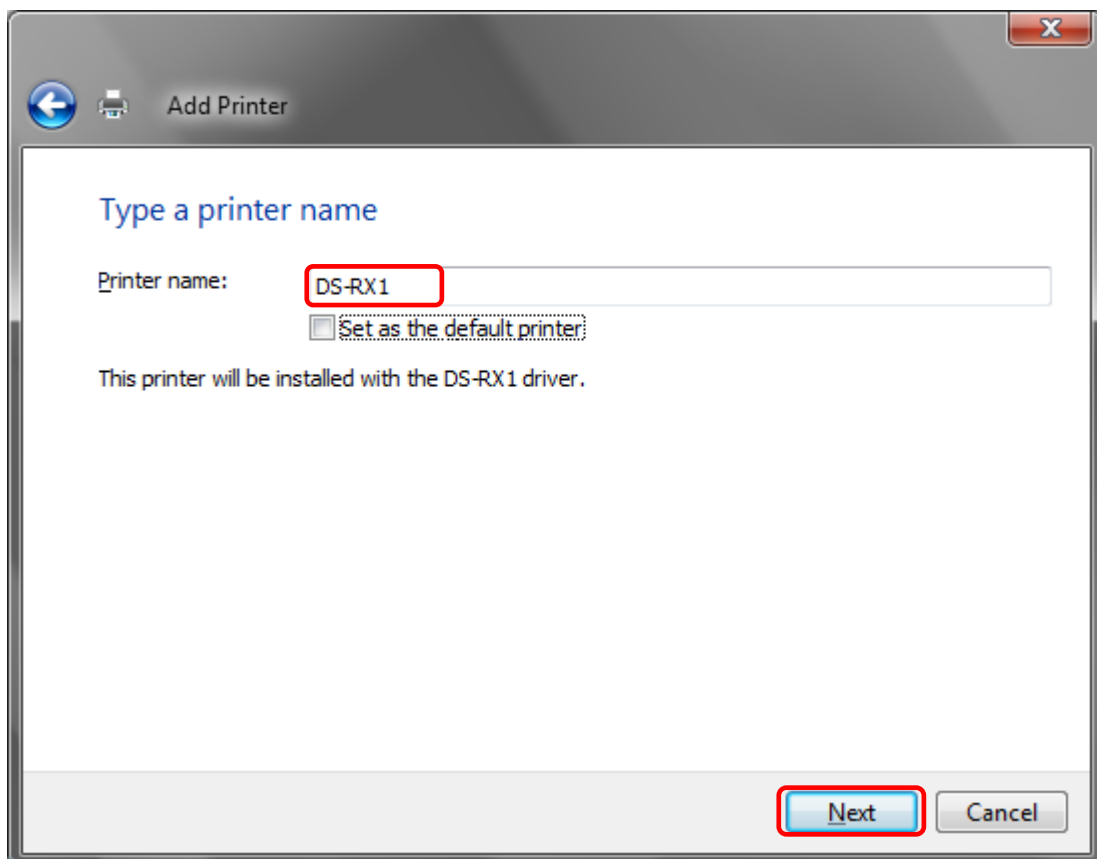 Add Printer
Type a printer name
Printer name:
DS-RX1
Set as the default printer
This printer will be installed with the DS-RX1 driver.
Next
Cancel